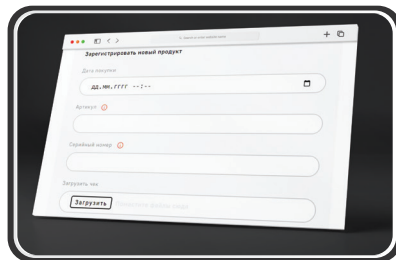 Зарегистрировать новый продукт
Дата покупки
ДД.ММ.ГГГГ --:--
Артикул
Серийный номер
Загрузить чек
Загрузить